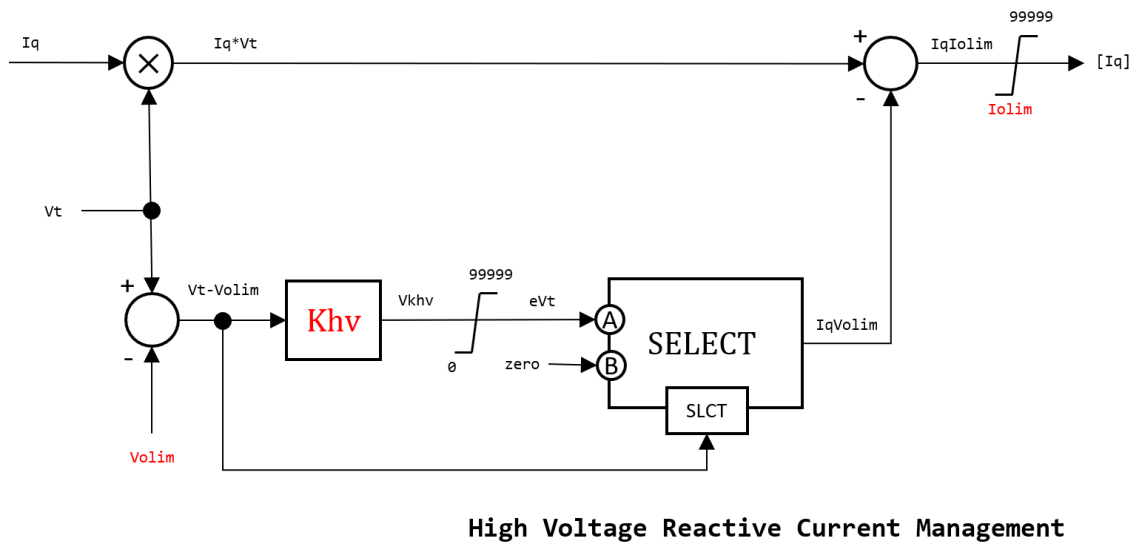 99999
+
Iq
Iq*Vt
IqIolim
[Iq]
×
-
Iolim
Vt
99999
+
Vt-Volim
Vkhv
eVt
Khv
A
IqVolim
SELECT
-
0
zero
B
SLCT
Volim
High Voltage Reactive Current Management